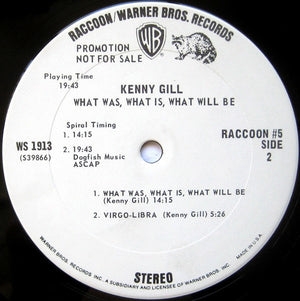 RACCOON/WARNER BROS. RECORDS
PROMOTION
NOT FOR SALE
WB
Playing Time
19:43
KENNY GILL
WHAT WAS, WHAT IS, WHAT WILL BE
Spiral Timing
1. 14:15
WS 1913
(S39866)
2. 19:43
Dogfish Music
ASCAP
RACCOON #5
SIDE
2
1. WHAT WAS, WHAT IS, WHAT WILL BE
(Kenny Gill) 14:15
2. VIRGO-LIBRA (Kenny Gill) 5:26
STEREO
WARNER BROS. RECORDS INC., A SUBSIDIARY AND LICENSEE OF WARNER BROS. INC. MADE IN U.S.A.